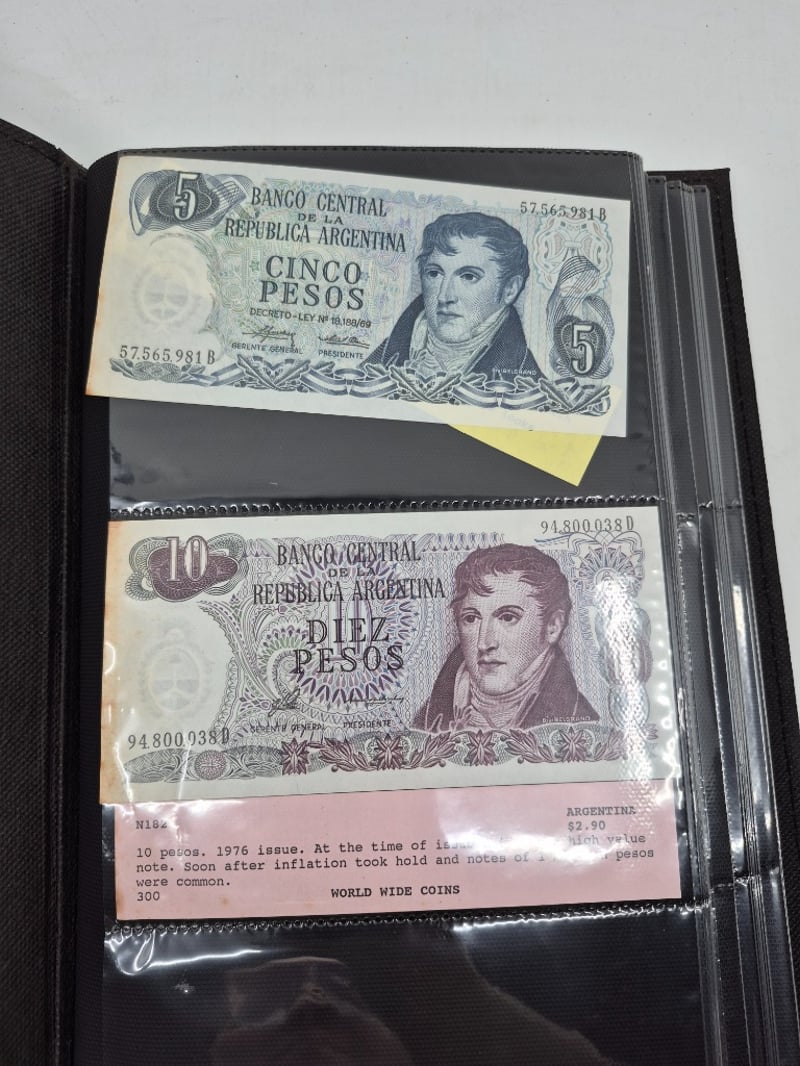 5
BANCO CENTRAL
DE LA
REPUBLICA ARGENTINA
57.565.981 B
CINCO
PESOS
DECRETO-LEY Nº 18.188/69
GERENTE GENERAL PRESIDENTE
57.565.981 B
BELGRANO
5
94.800.038 D
10
BANCO CENTRAL
DE LA
REPUBLICA ARGENTINA
DIEZ
PESOS
GERENTE GENERAL PRESIDENTE
94.800.038 D
BELGRANO
N182 ARGENTINA
$2.90
10 pesos. 1976 issue. At the time of high value
note. Soon after inflation took hold and notes of pesos
were common.
300 WORLD WIDE COINS